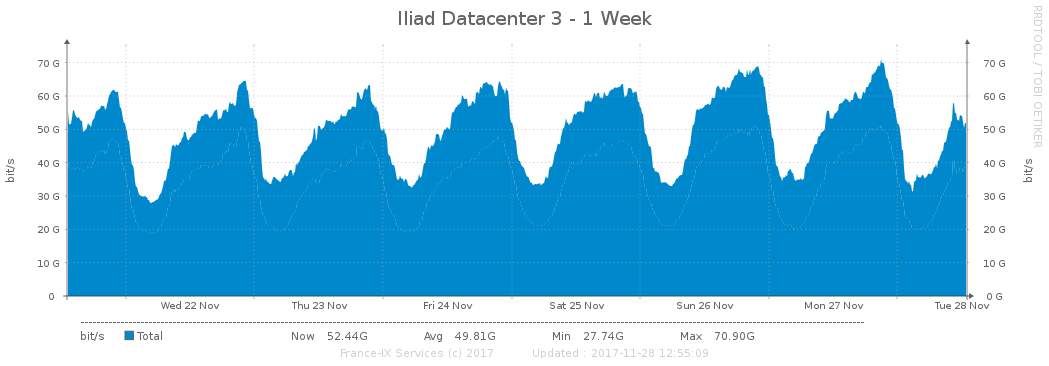 Iliad Datacenter 3 - 1 Week
RRDTOOL / TOBI OETIKER
70 G 70 G
60 G 60 G
50 G 50 G
40 G 40 G
30 G 30 G
20 G 20 G
10 G 10 G
0 0 G
bit/s bit/s
Wed 22 Nov Thu 23 Nov Fri 24 Nov Sat 25 Nov Sun 26 Nov Mon 27 Nov Tue 28 Nov
bit/s Total Now 52.44G Avg 49.81G Min 27.74G Max 70.90G
France-IX Services (c) 2017 Updated : 2017-11-28 12:55:09